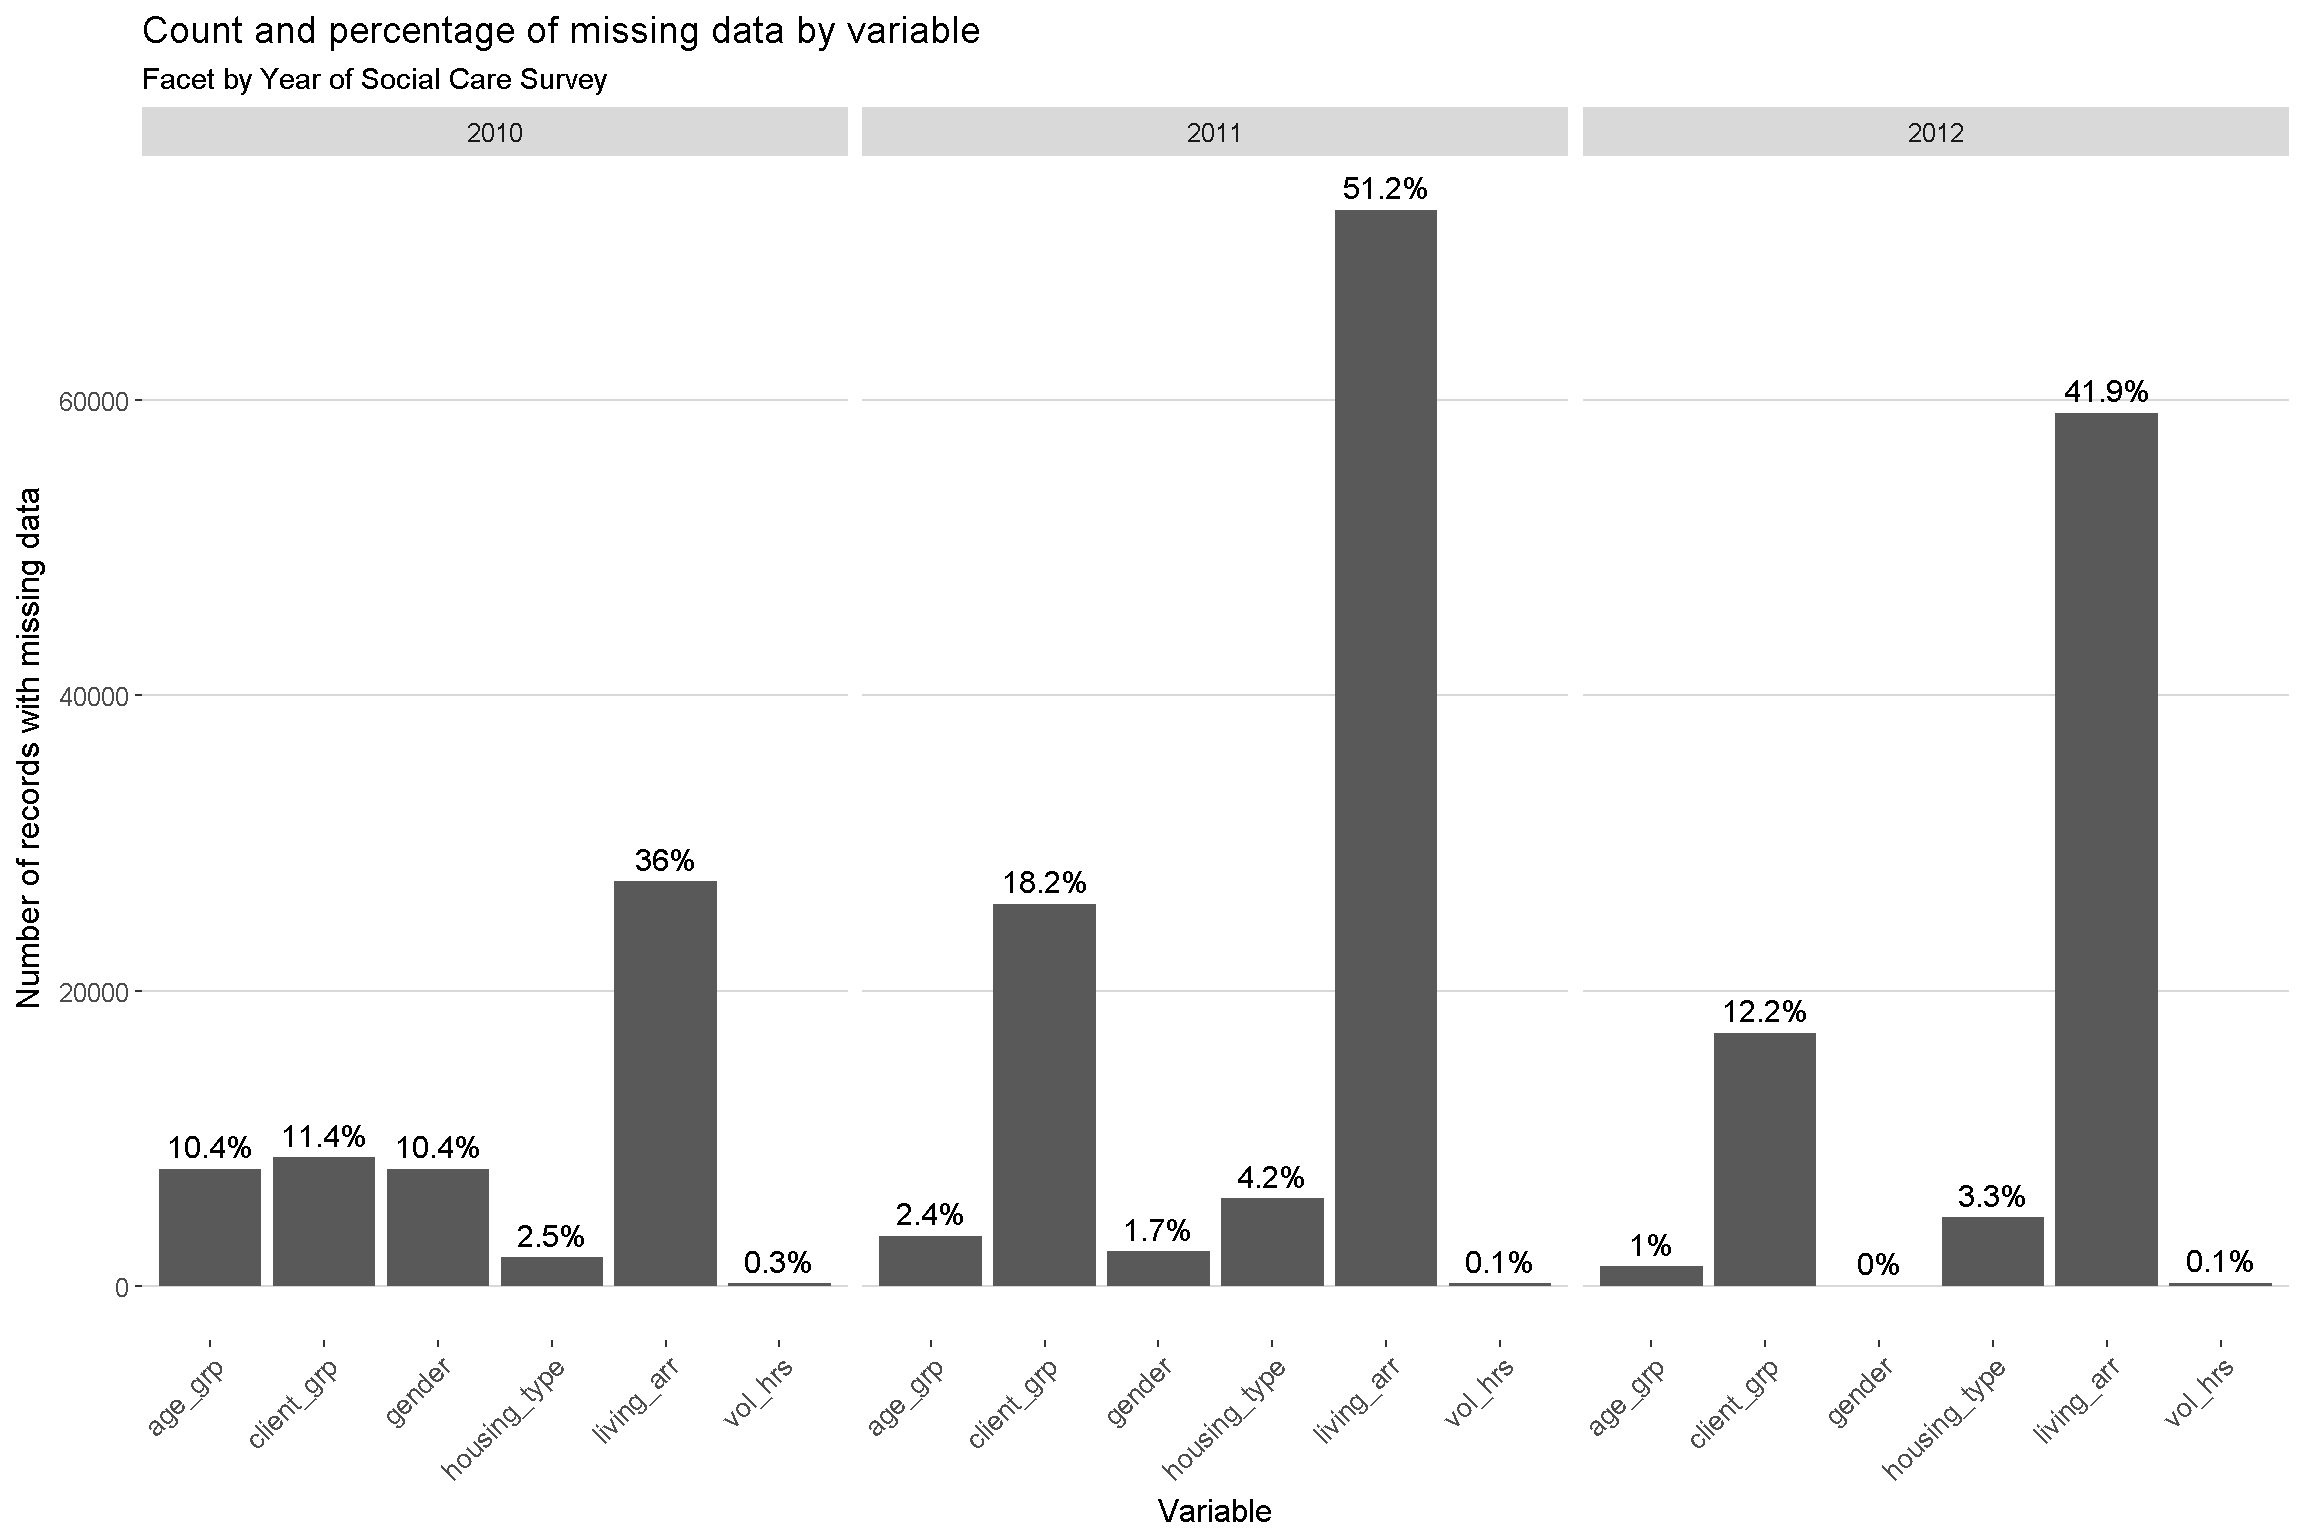 Count and percentage of missing data by variable
Facet by Year of Social Care Survey
2010 2011 2012
51.2%
60000
41.9%
Number of records with missing data
40000
36%
18.2%
20000
12.2%
10.4% 11.4% 10.4%
2.5%
0.3%
2.4%
1.7%
4.2%
0.1%
1%
0%
3.3%
0.1%
0
age_grp client_grp gender housing_type living_arr vol_hrs
age_grp client_grp gender housing_type living_arr vol_hrs
age_grp client_grp gender housing_type living_arr vol_hrs
Variable